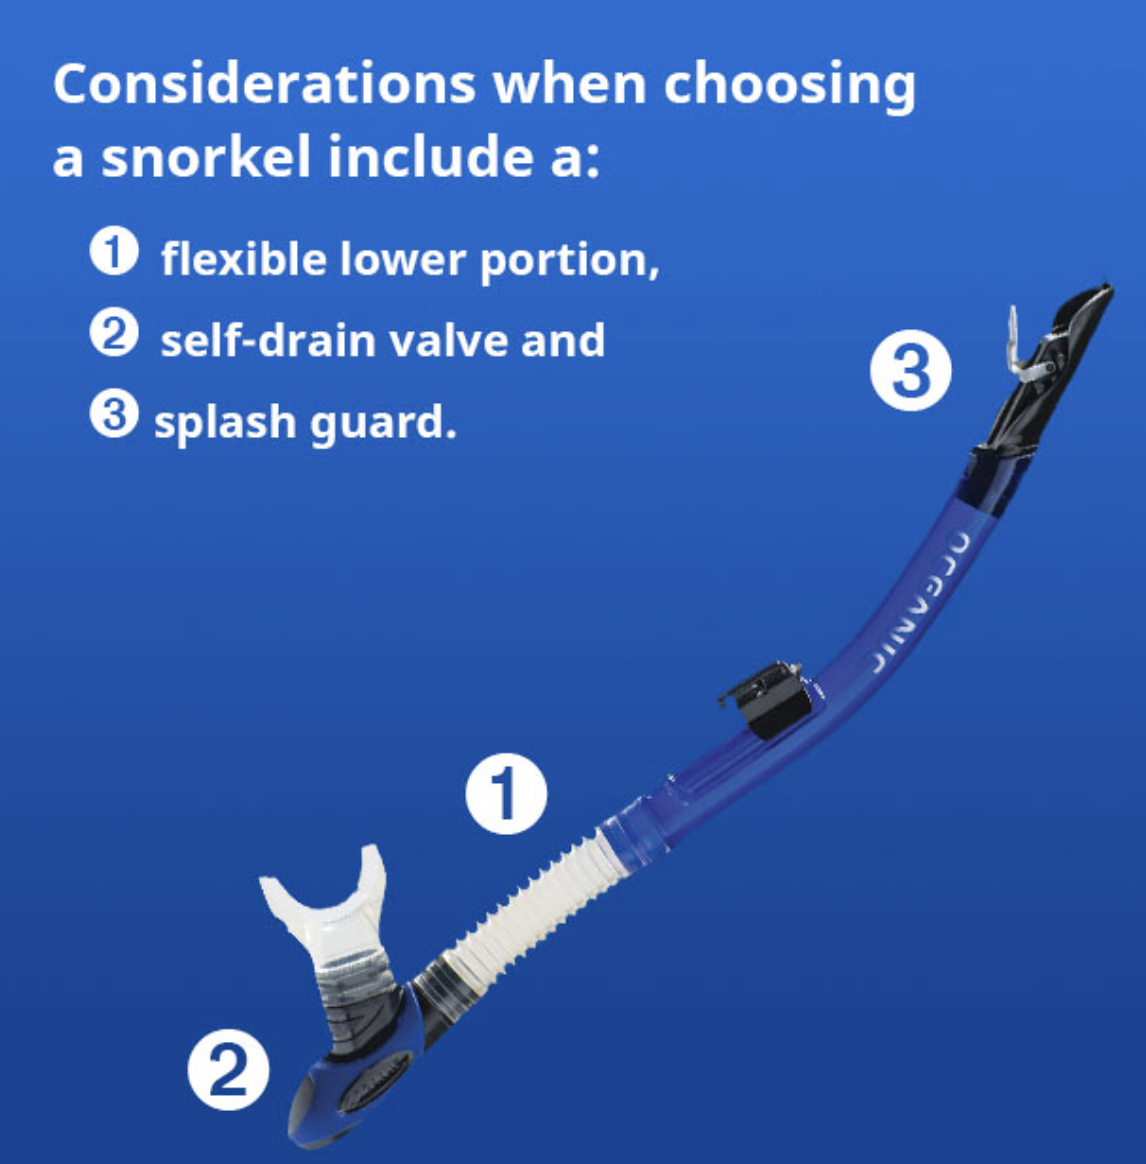 Considerations when choosing
a snorkel include a:
1 flexible lower portion,
2 self-drain valve and
3 splash guard.
3
OCEANIC
1
2